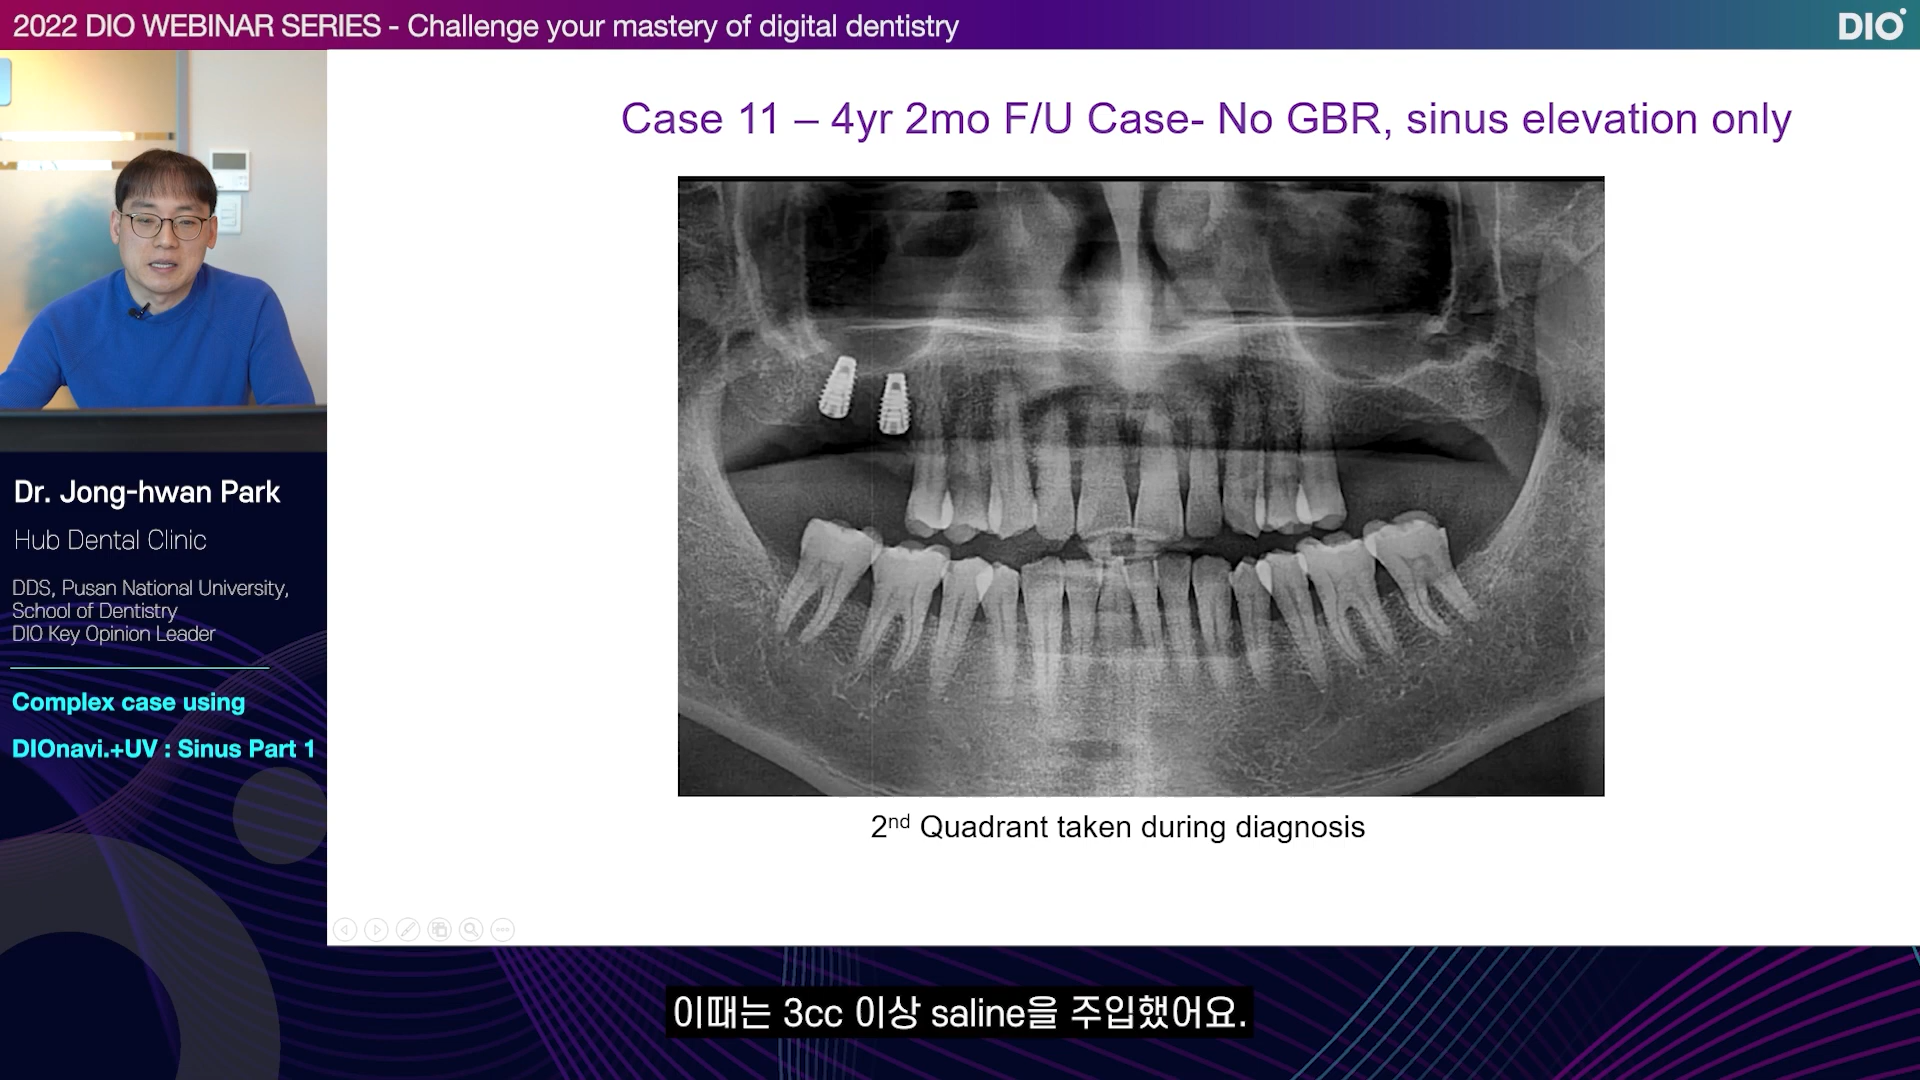 2022 DIO WEBINAR SERIES - Challenge your mastery of digital dentistry
DIO
Case 11 – 4yr 2mo F/U Case- No GBR, sinus elevation only
2nd Quadrant taken during diagnosis
Dr. Jong-hwan Park
Hub Dental Clinic
DDS, Pusan National University,
School of Dentistry
DIO Key Opinion Leader
Complex case using
DIOnavi.+UV : Sinus Part 1
이때는 3cc 이상 saline을 주입했어요.